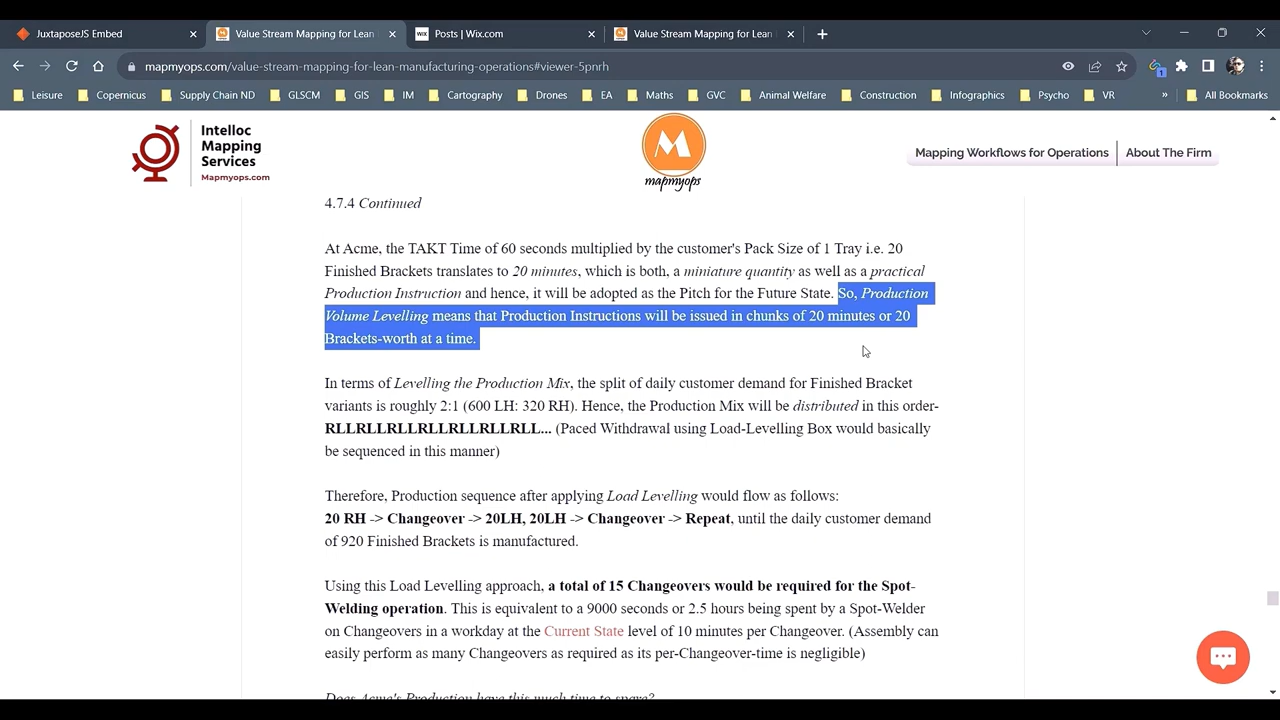 JuxtaposeJS Embed
Value Stream Mapping for Lean
WIX
Posts | Wix.com
Value Stream Mapping for Lean
mapmyops.com/value-stream-mapping-for-lean-manufacturing-operations#viewer-5pnrh
1
Leisure
Copernicus
Supply Chain ND
GLSCM
GIS
IM
Cartography
Drones
EA
Maths
GVC
Animal Welfare
Construction
Infographics
Psycho
VR
»
All Bookmarks
Intelloc
Mapping
Services
Mapmyops.com
M
mapmyops
Mapping Workflows for Operations
About The Firm
4.7.4 Continued
At Acme, the TAKT Time of 60 seconds multiplied by the customer's Pack Size of 1 Tray i.e. 20
Finished Brackets translates to 20 minutes, which is both, a miniature quantity as well as a practical
Production Instruction and hence, it will be adopted as the Pitch for the Future State. So, Production
Volume Levelling means that Production Instructions will be issued in chunks of 20 minutes or 20
Brackets-worth at a time.
In terms of Levelling the Production Mix, the split of daily customer demand for Finished Bracket
variants is roughly 2:1 (600 LH: 320 RH). Hence, the Production Mix will be distributed in this order-
RLLRLLRLLRLLRLLRLLRLL... (Paced Withdrawal using Load-Levelling Box would basically
be sequenced in this manner)
Therefore, Production sequence after applying Load Levelling would flow as follows:
20 RH -> Changeover -> 20LH, 20LH -> Changeover -> Repeat, until the daily customer demand
of 920 Finished Brackets is manufactured.
Using this Load Levelling approach, a total of 15 Changeovers would be required for the Spot-
Welding operation. This is equivalent to a 9000 seconds or 2.5 hours being spent by a Spot-Welder
on Changeovers in a workday at the Current State level of 10 minutes per Changeover. (Assembly can
easily perform as many Changeovers as required as its per-Changeover-time is negligible)
Does Acme's Production have this much time to spare?